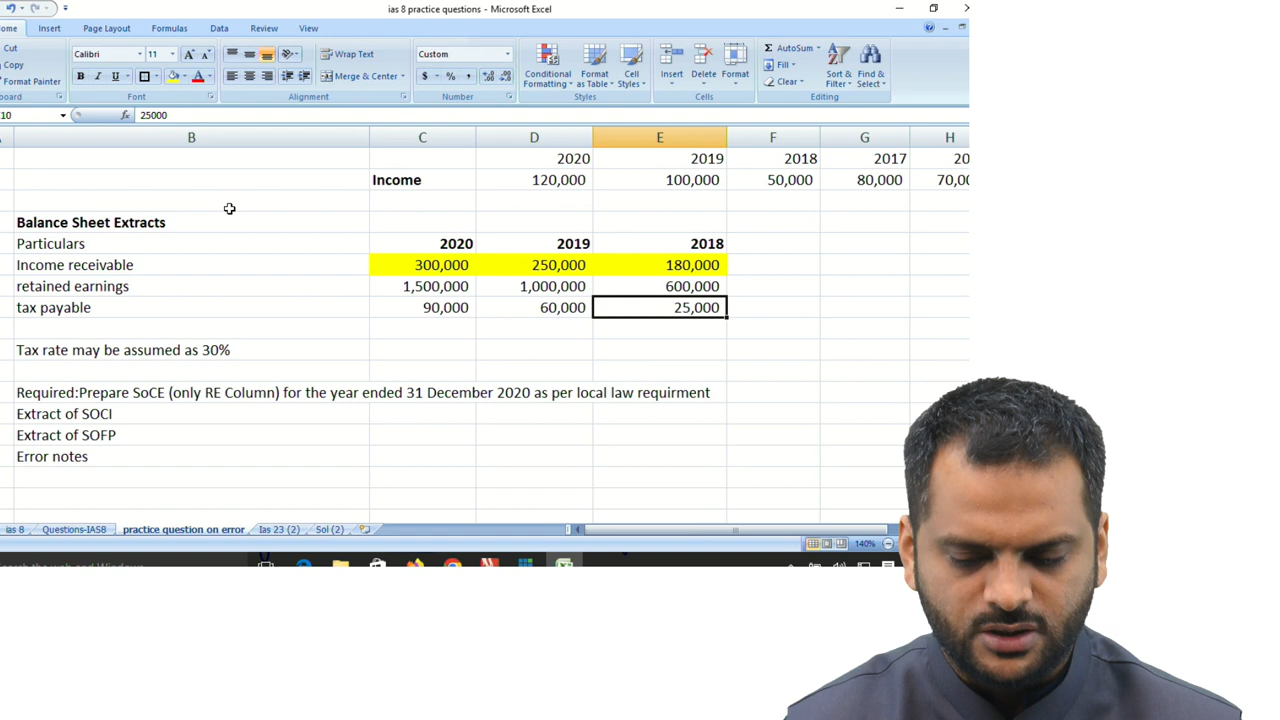 ias 8 practice questions - Microsoft Excel
Insert Page Layout Formulas Data Review View
Cut
Copy
Format Painter
Calibri 11
Wrap Text
Merge & Center
Custom
Conditional Formatting
Format as Table
Cell Styles
Insert
Delete
Format
AutoSum
Fill
Clear
Sort & Filter
Find & Select
Font Alignment Number Styles Cells Editing
25000
B C D E F G H
2020 2019 2018 2017
Income 120,000 100,000 50,000 80,000
Balance Sheet Extracts
Particulars 2020 2019 2018
Income receivable 300,000 250,000 180,000
retained earnings 1,500,000 1,000,000 600,000
tax payable 90,000 60,000 25,000
Tax rate may be assumed as 30%
Required:Prepare SoCE (only RE Column) for the year ended 31 December 2020 as per local law requirment
Extract of SOCI
Extract of SOFP
Error notes
ias 8 Questions-IAS8 practice question on error Ias 23 (2) Sol (2)
140%